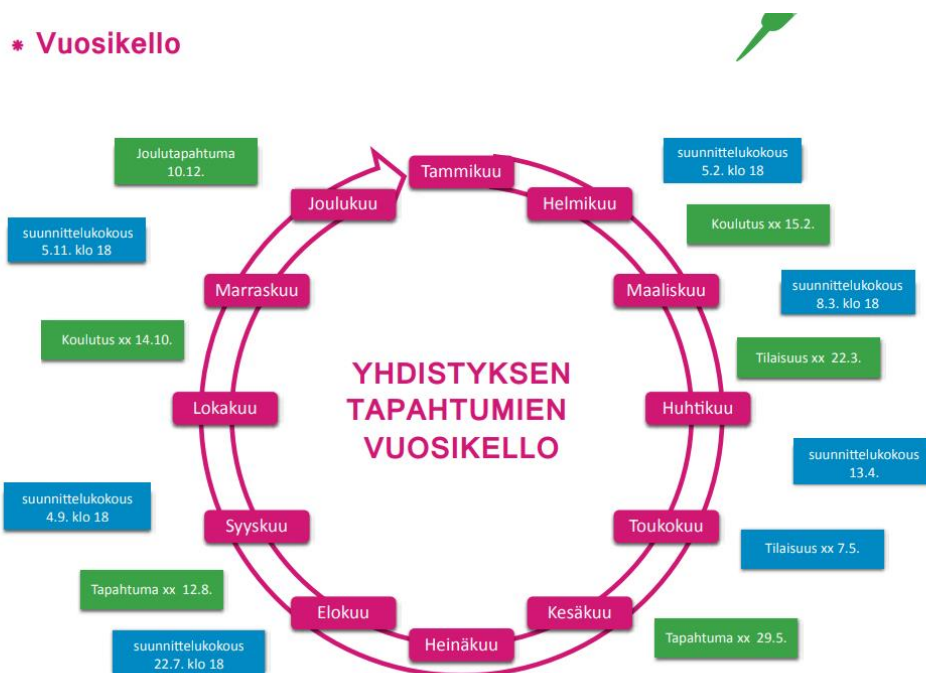 * Vuosikello
Joulutapahtuma
10.12.
suunnittelukokous
5.11. klo 18
Koulutus xx 14.10.
suunnittelukokous
4.9. klo 18
Tapahtuma xx 12.8.
suunnittelukokous
22.7. klo 18
Tammikuu
Helmikuu
Maaliskuu
Huhtikuu
Toukokuu
Kesäkuu
Heinäkuu
Elokuu
Syyskuu
Lokakuu
Marraskuu
Joulukuu
YHDISTYKSEN
TAPAHTUMIEN
VUOSIKELLO
suunnittelukokous
5.2. klo 18
Koulutus xx 15.2.
suunnittelukokous
8.3. klo 18
Tilaisuus xx 22.3.
suunnittelukokous
13.4.
Tilaisuus xx 7.5.
Tapahtuma xx 29.5.